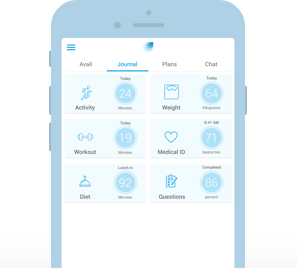 Avail Journal Plans Chat
Today
24
Minutes
Activity
Today
64
kilograms
Weight
Today
19
Minutes
Workout
8:41 AM
71
beats/min
Medical ID
Lunch in
92
Minutes
Diet
Completed
86
percent
Questions